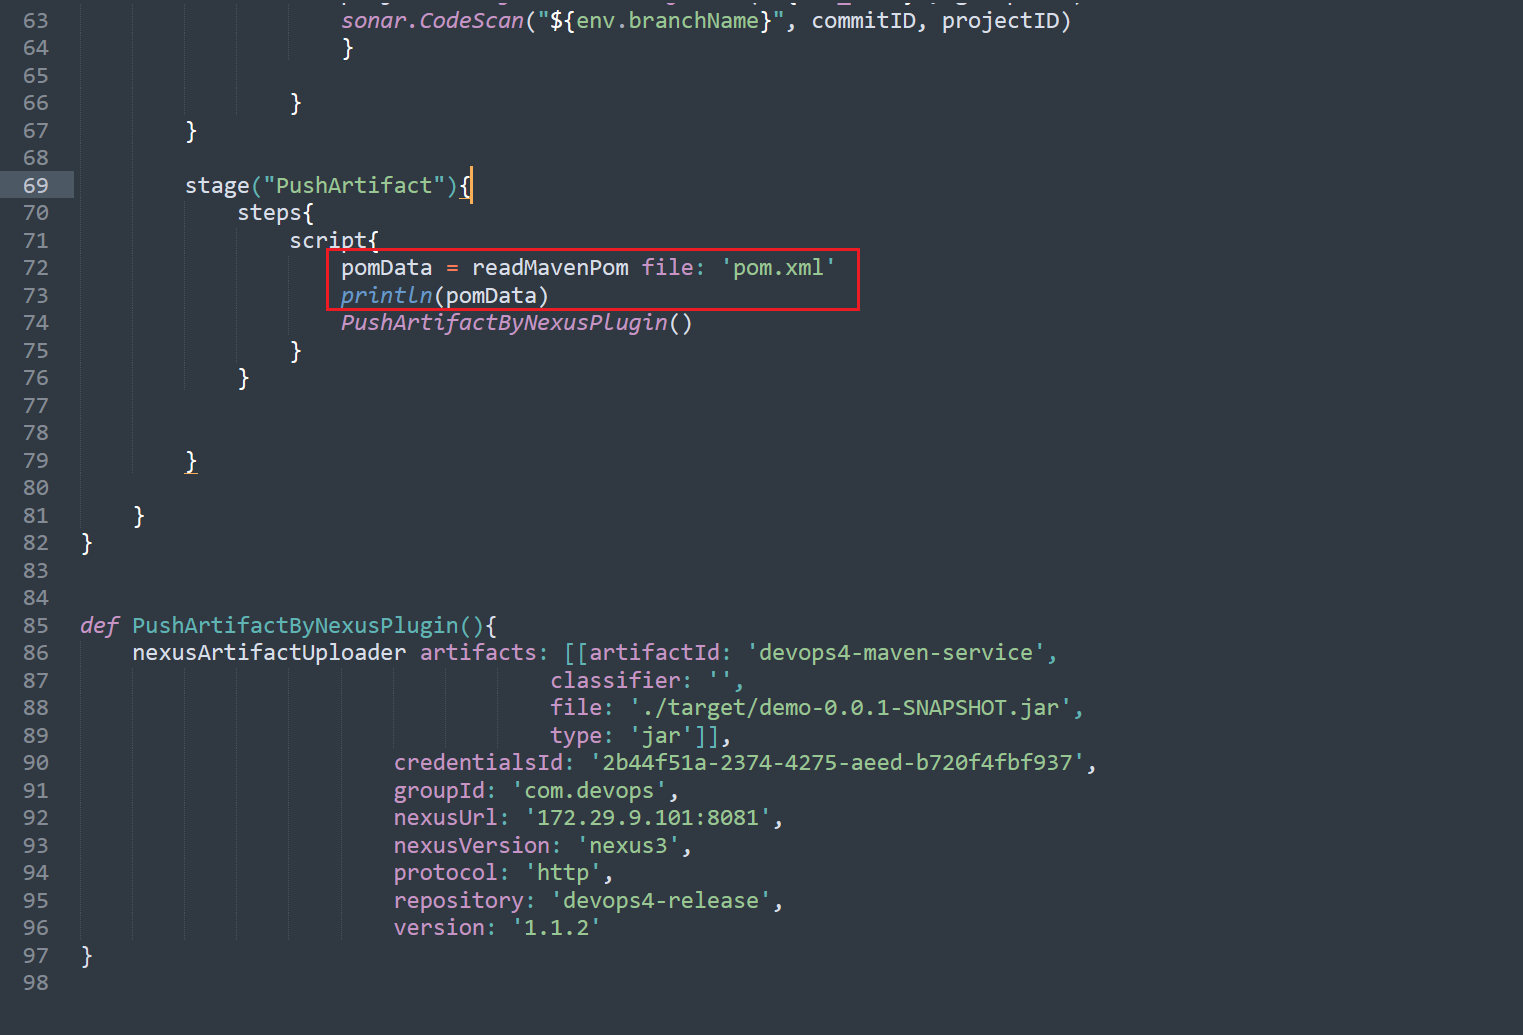 63 sonar.CodeScan("${env.branchName}", commitID, projectID)
64 }
65
66 }
67 }
68
69 stage("PushArtifact"){
70 steps{
71 script{
72 pomData = readMavenPom file: 'pom.xml'
73 println(pomData)
74 PushArtifactByNexusPlugin()
75 }
76 }
77
78
79 }
80
81 }
82 }
83
84
85 def PushArtifactByNexusPlugin(){
86 nexusArtifactUploader artifacts: [[artifactId: 'devops4-maven-service',
87 classifier: '',
88 file: './target/demo-0.0.1-SNAPSHOT.jar',
89 type: 'jar']],
90 credentialsId: '2b44f51a-2374-4275-aeed-b720f4fbf937',
91 groupId: 'com.devops',
92 nexusUrl: '172.29.9.101:8081',
93 nexusVersion: 'nexus3',
94 protocol: 'http',
95 repository: 'devops4-release',
96 version: '1.1.2'
97 }
98